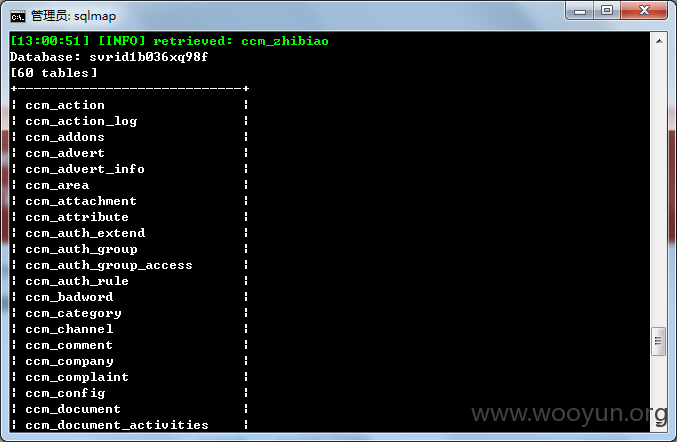 管理员: sqlmap
[13:00:51] [INFO] retrieved: ccm_zhibiao
Database: svrid1b036xq98f
[60 tables]
+----------------------------+
| ccm_action |
| ccm_action_log |
| ccm_addons |
| ccm_advert |
| ccm_advert_info |
| ccm_area |
| ccm_attachment |
| ccm_attribute |
| ccm_auth_extend |
| ccm_auth_group |
| ccm_auth_group_access |
| ccm_auth_rule |
| ccm_badword |
| ccm_category |
| ccm_channel |
| ccm_comment |
| ccm_company |
| ccm_complaint |
| ccm_config |
| ccm_document |
| ccm_document_activities |
www.wooyun.org